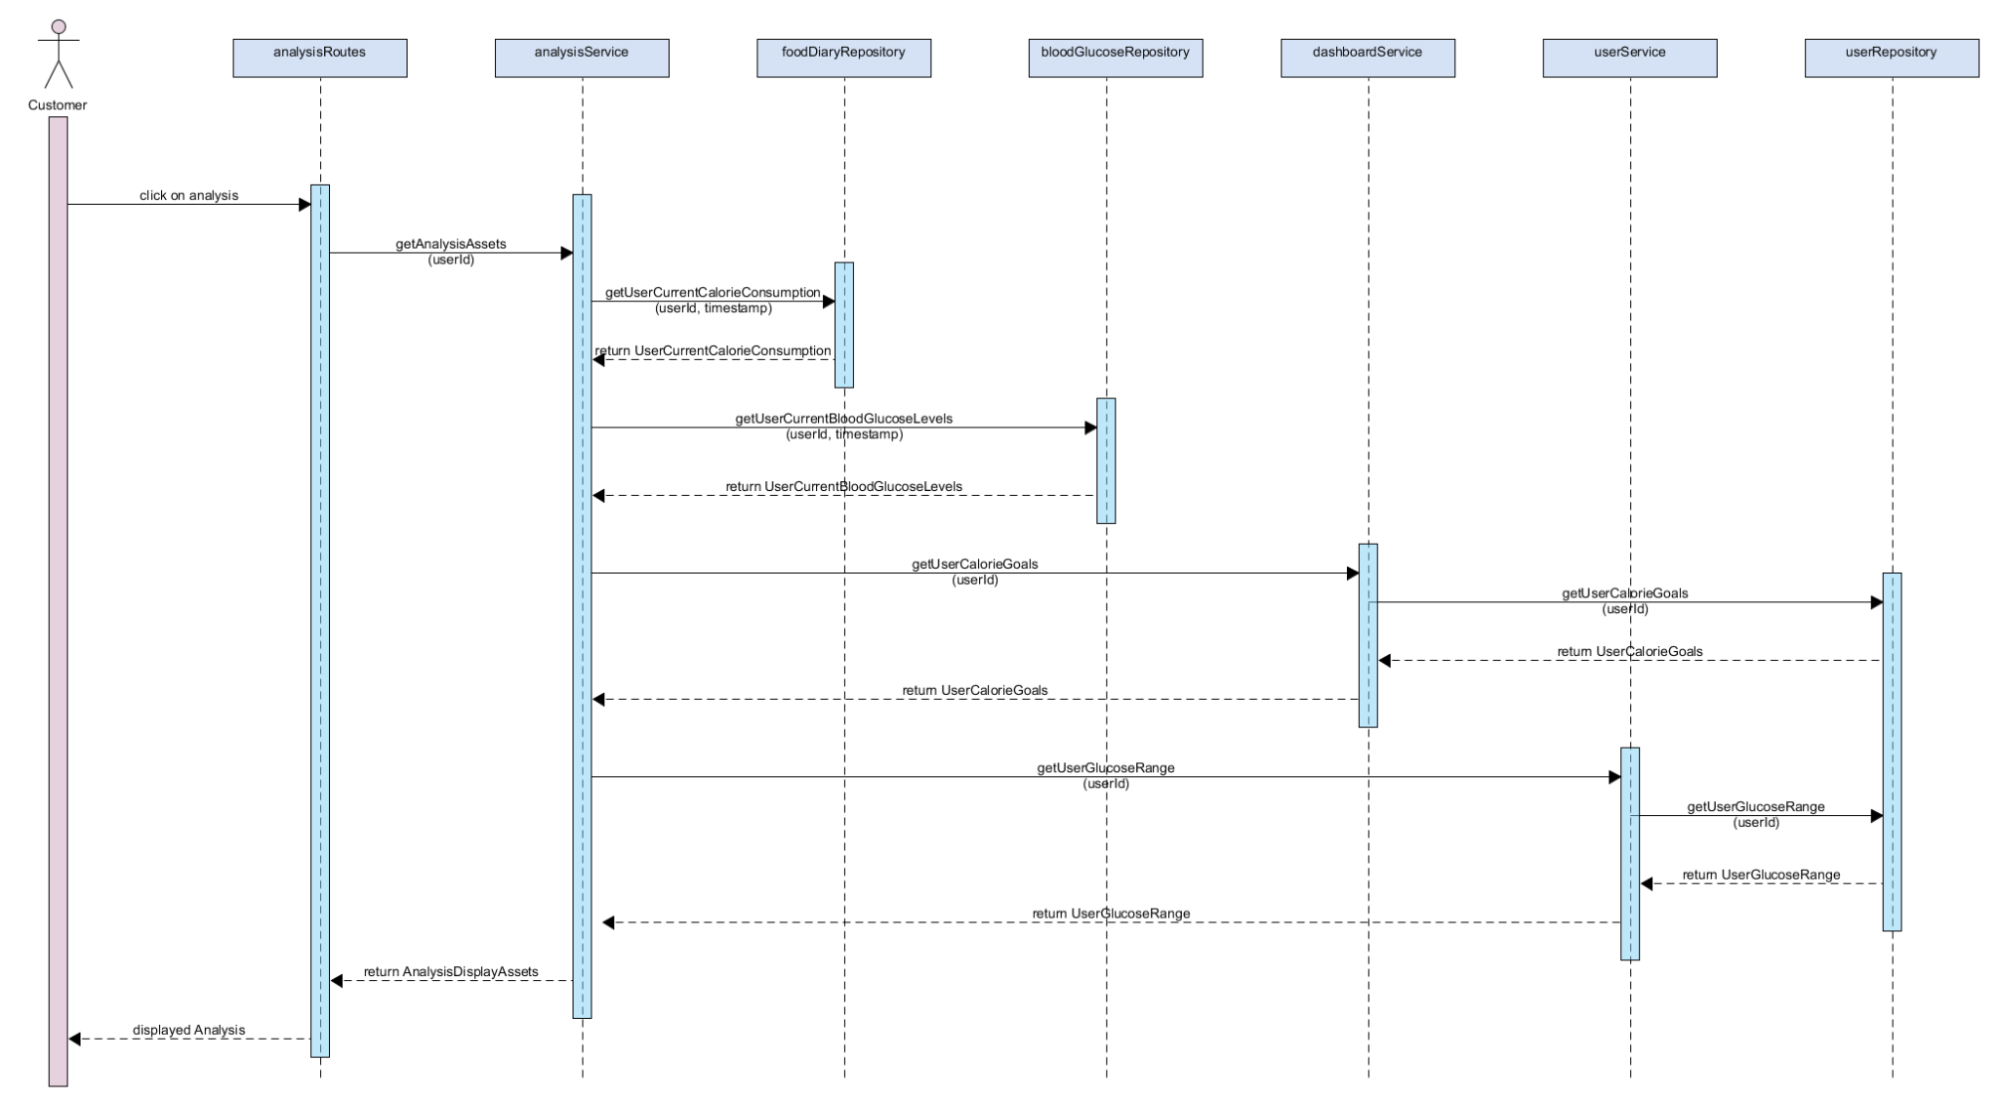 analysisRoutes
analysisService
foodDiaryRepository
bloodGlucoseRepository
dashboardService
userService
userRepository
Customer
click on analysis
getAnalysisAssets
(userId)
getUserCurrentCalorieConsumption
(userId, timestamp)
return UserCurrentCalorieConsumption
getUserCurrentBloodGlucoseLevels
(userId, timestamp)
return UserCurrentBloodGlucoseLevels
getUserCalorieGoals
(userId)
getUserCalorieGoals
(userId)
return UserCalorieGoals
return UserCalorieGoals
getUserGlucoseRange
(userId)
getUserGlucoseRange
(userId)
return UserGlucoseRange
return UserGlucoseRange
return AnalysisDisplayAssets
displayed Analysis